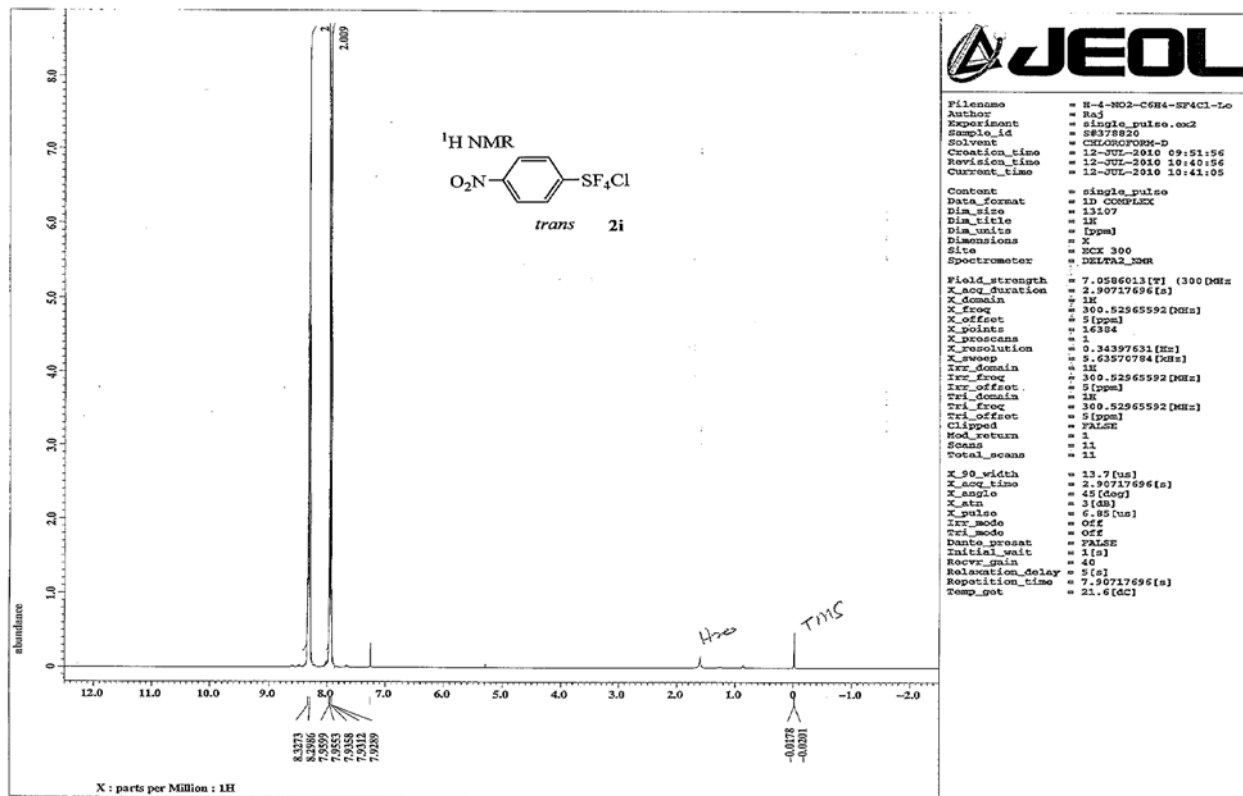 JEOL
8.0
7.0
6.0
5.0
4.0
3.0
2.0
1.0
0
abundance
2
2.009
¹H NMR
O₂N
SF₄Cl
trans 2i
H₂O
TMS
12.0 11.0 10.0 9.0 8.0 7.0 6.0 5.0 4.0 3.0 2.0 1.0 0 -1.0 -2.0
8.3273
8.2986
7.9599
7.9553
7.9358
7.9312
7.9289
-0.0178
-0.0201
X : parts per Million : 1H
Filename = H-4-NO2-C6H4-SF4Cl-Lo
Author = Raj
Experiment = single_pulse.ex2
Sample_id = S#378820
Solvent = CHLOROFORM-D
Creation_time = 12-JUL-2010 09:51:56
Revision_time = 12-JUL-2010 10:40:56
Current_time = 12-JUL-2010 10:41:05
Content = single_pulse
Data_format = 1D COMPLEX
Dim_size = 13107
Dim_title = 1H
Dim_units = [ppm]
Dimensions = X
Site = ECX 300
Spectrometer = DELTA2_NMR
Field_strength = 7.0586013[T] (300[MHz
X_acq_duration = 2.90717696[s]
X_domain = 1H
X_freq = 300.52965592[MHz]
X_offset = 5[ppm]
X_points = 16384
X_prescans = 1
X_resolution = 0.34397631[Hz]
X_sweep = 5.63570784[kHz]
Irr_domain = 1H
Irr_freq = 300.52965592[MHz]
Irr_offset = 5[ppm]
Tri_domain = 1H
Tri_freq = 300.52965592[MHz]
Tri_offset = 5[ppm]
Clipped = FALSE
Mod_return = 1
Scans = 11
Total_scans = 11
X_90_width = 13.7[us]
X_acq_time = 2.90717696[s]
X_angle = 45[deg]
X_atn = 3[dB]
X_pulse = 6.85[us]
Irr_mode = Off
Tri_mode = Off
Dante_presat = FALSE
Initial_wait = 1[s]
Recvr_gain = 40
Relaxation_delay = 5[s]
Repetition_time = 7.90717696[s]
Temp_get = 21.6[dC]